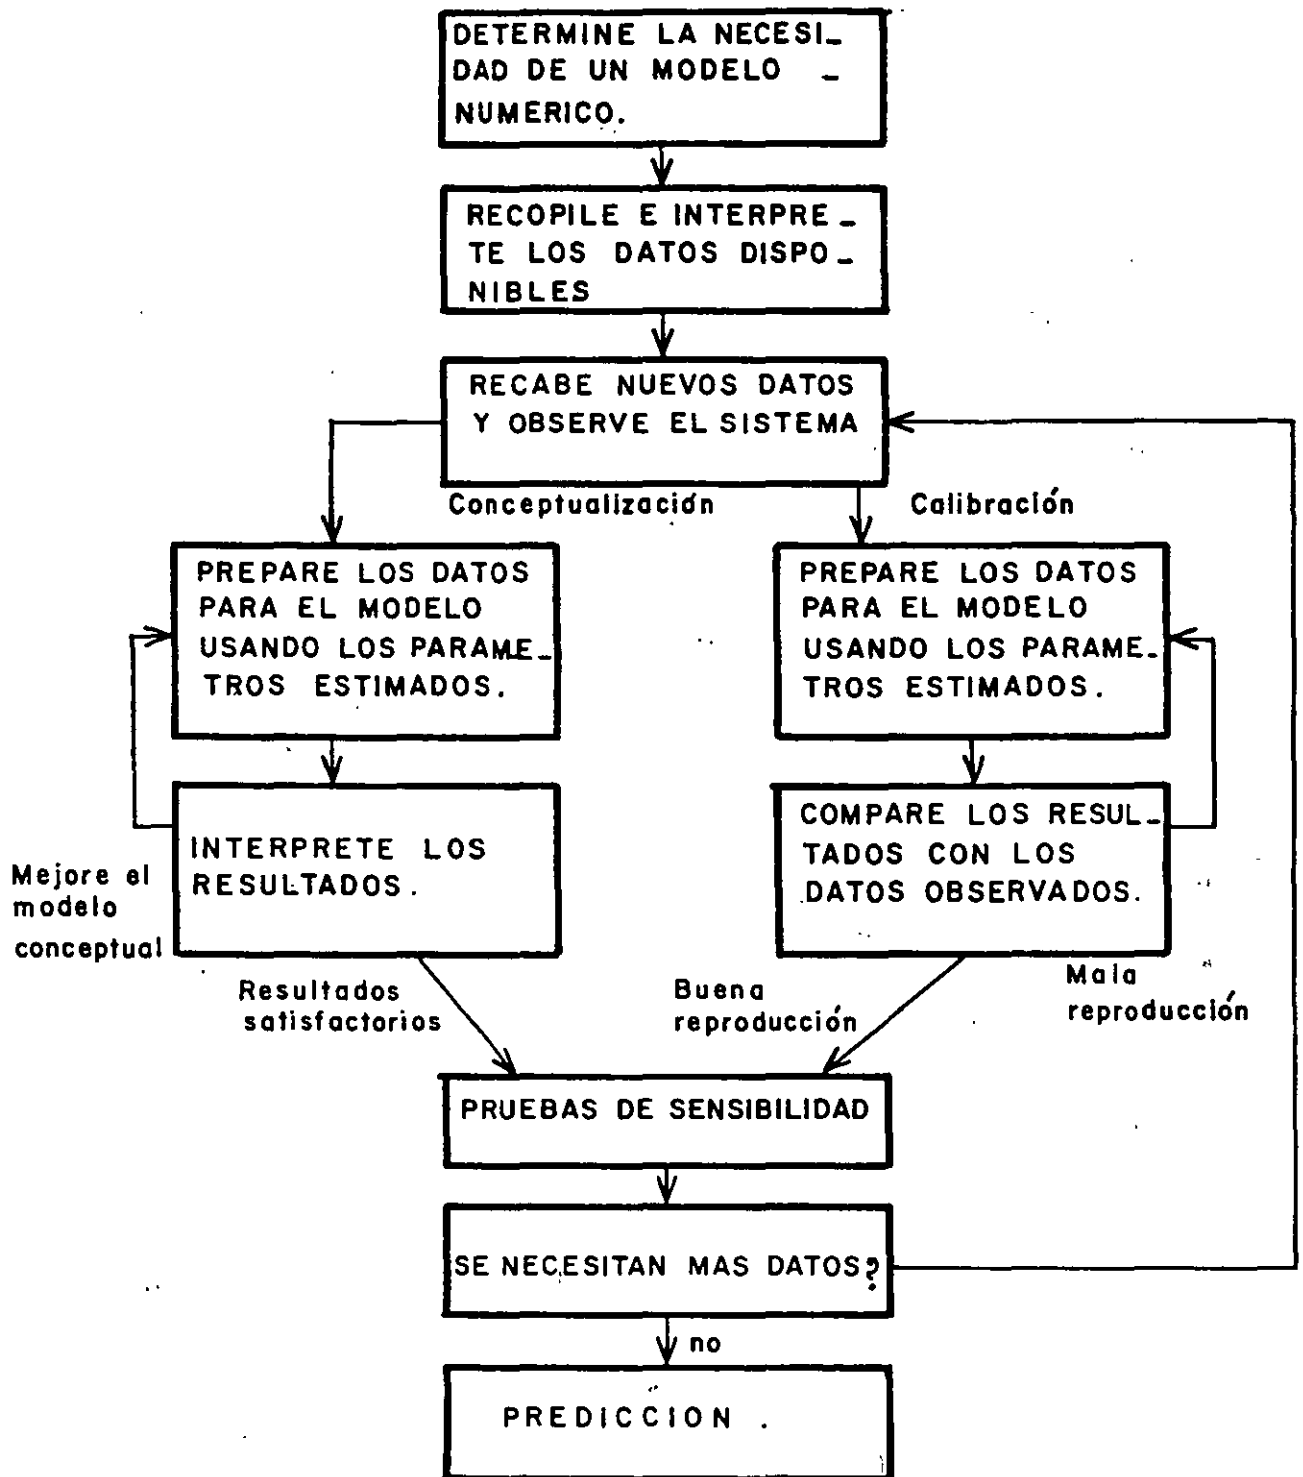 DETERMINE LA NECESI_
DAD DE UN MODELO _
NUMERICO.
RECOPILE E INTERPRE_
TE LOS DATOS DISPO_
NIBLES
RECABE NUEVOS DATOS
Y OBSERVE EL SISTEMA
Conceptualización
Calibración
PREPARE LOS DATOS
PARA EL MODELO
USANDO LOS PARAME_
TROS ESTIMADOS.
PREPARE LOS DATOS
PARA EL MODELO
USANDO LOS PARAME_
TROS ESTIMADOS.
INTERPRETE LOS
RESULTADOS.
COMPARE LOS RESUL_
TADOS CON LOS
DATOS OBSERVADOS.
Mejore el
modelo
conceptual
Resultados
satisfactorios
Buena
reproducción
Mala
reproducción
PRUEBAS DE SENSIBILIDAD
SE NECESITAN MAS DATOS?
no
PREDICCION .